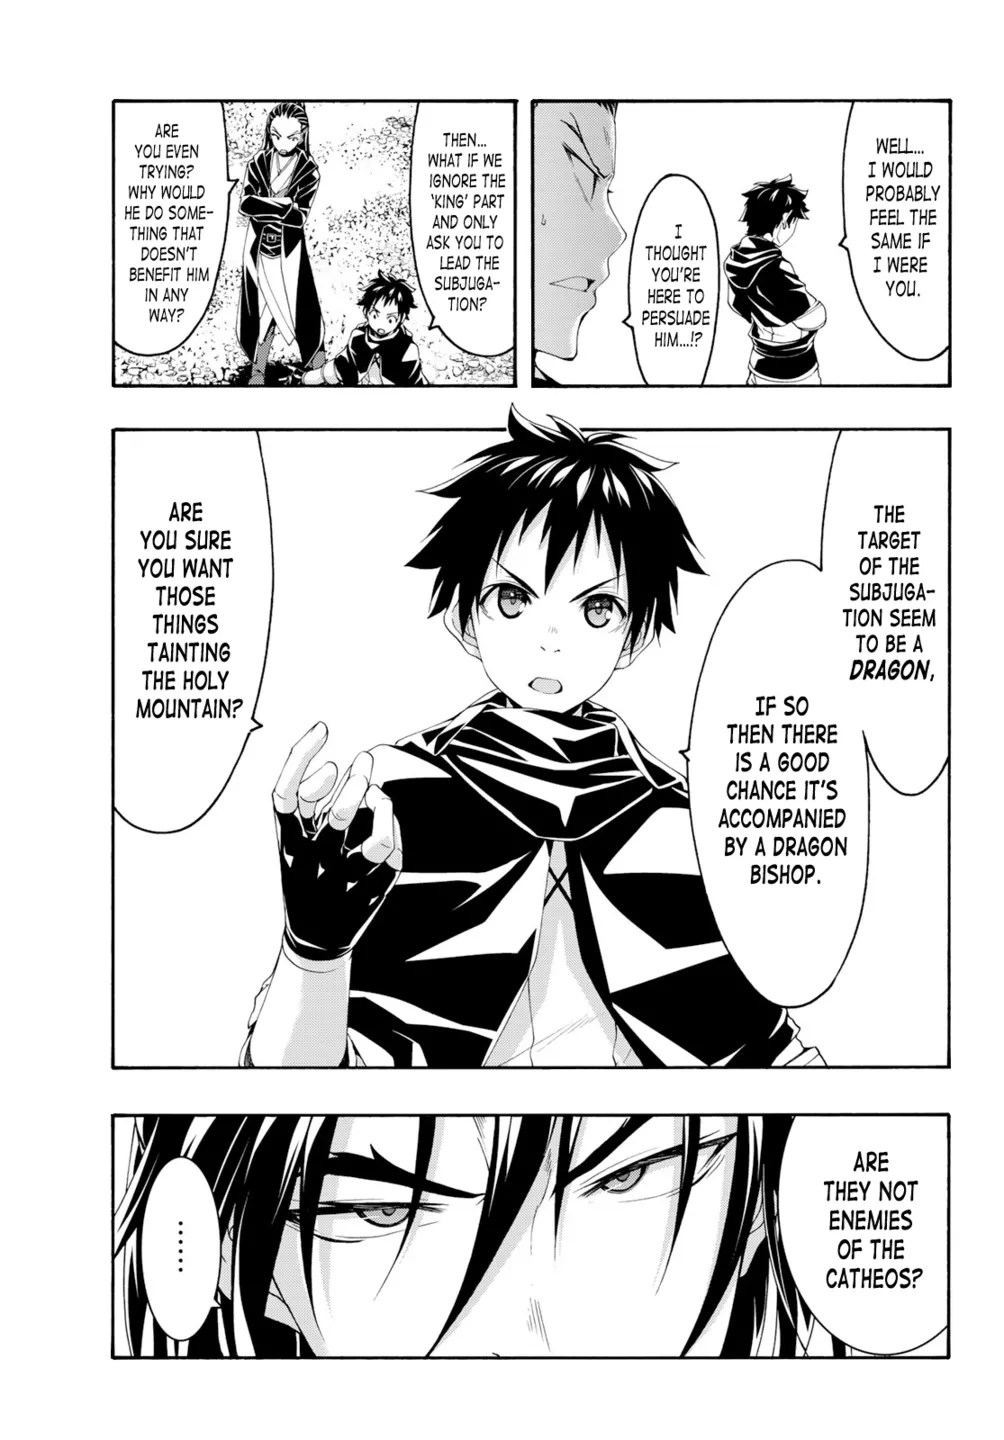 WELL...
I WOULD
PROBABLY
FEEL THE
SAME IF
I WERE
YOU.
I
THOUGHT
YOU'RE
HERE TO
PERSUADE
HIM...!?
THEN...
WHAT IF WE
IGNORE THE
'KING' PART
AND ONLY
ASK YOU TO
LEAD THE
SUBJUGA-
TION?
ARE
YOU EVEN
TRYING?
WHY WOULD
HE DO SOME-
THING THAT
DOESN'T
BENEFIT HIM
IN ANY
WAY?
THE
TARGET
OF THE
SUBJUGA-
TION SEEM
TO BE A
DRAGON,
IF SO
THEN THERE
IS A GOOD
CHANCE IT'S
ACCOMPANIED
BY A DRAGON
BISHOP.
ARE
YOU SURE
YOU WANT
THOSE
THINGS
TAINTING
THE HOLY
MOUNTAIN?
ARE
THEY NOT
ENEMIES
OF THE
CATHEOS?
......